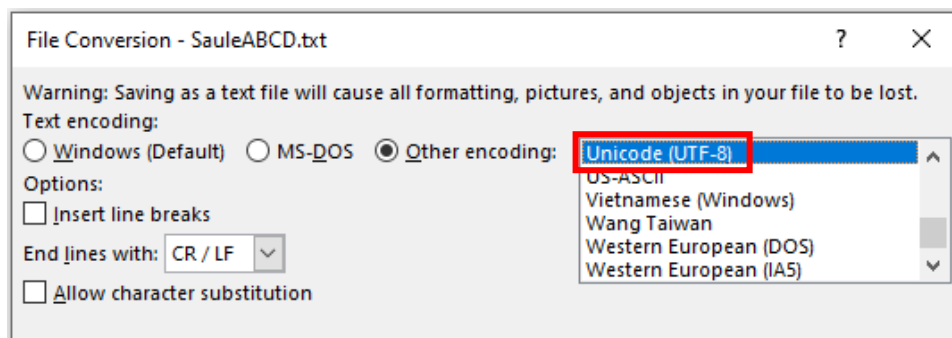 File Conversion - SauleABCD.txt ? ×
Warning: Saving as a text file will cause all formatting, pictures, and objects in your file to be lost.
Text encoding:
Windows (Default) MS-DOS Other encoding: Unicode (UTF-8)
US-ASCII
Options:
Vietnamese (Windows)
Insert line breaks
Wang Taiwan
End lines with: CR / LF
Western European (DOS)
Western European (IA5)
Allow character substitution